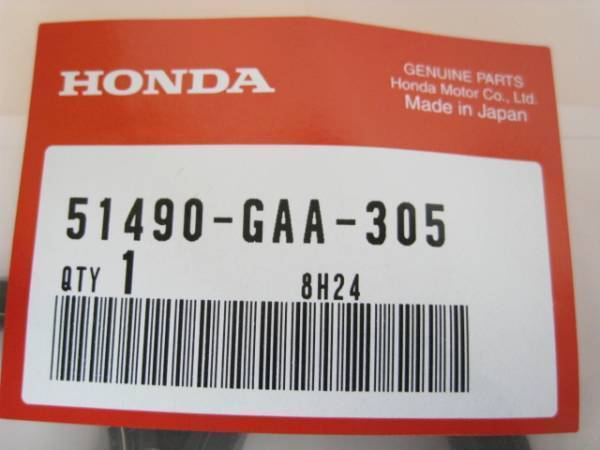 HONDA
GENUINE PARTS
Honda Motor Co., Ltd.
Made in Japan
51490-GAA-305
QTY 1 8H24